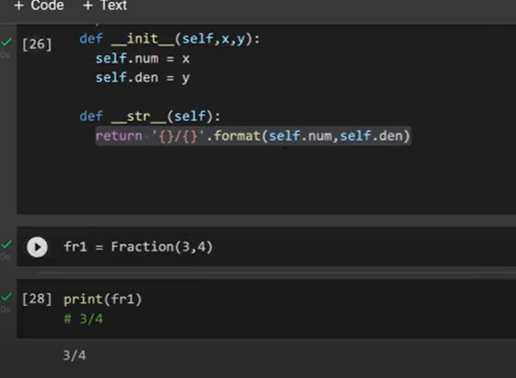 + Code + Text
[26] def __init__(self,x,y):
self.num = x
self.den = y
def __str__(self):
return '{}/{}'.format(self.num,self.den)
fr1 = Fraction(3,4)
[28] print(fr1)
# 3/4
3/4